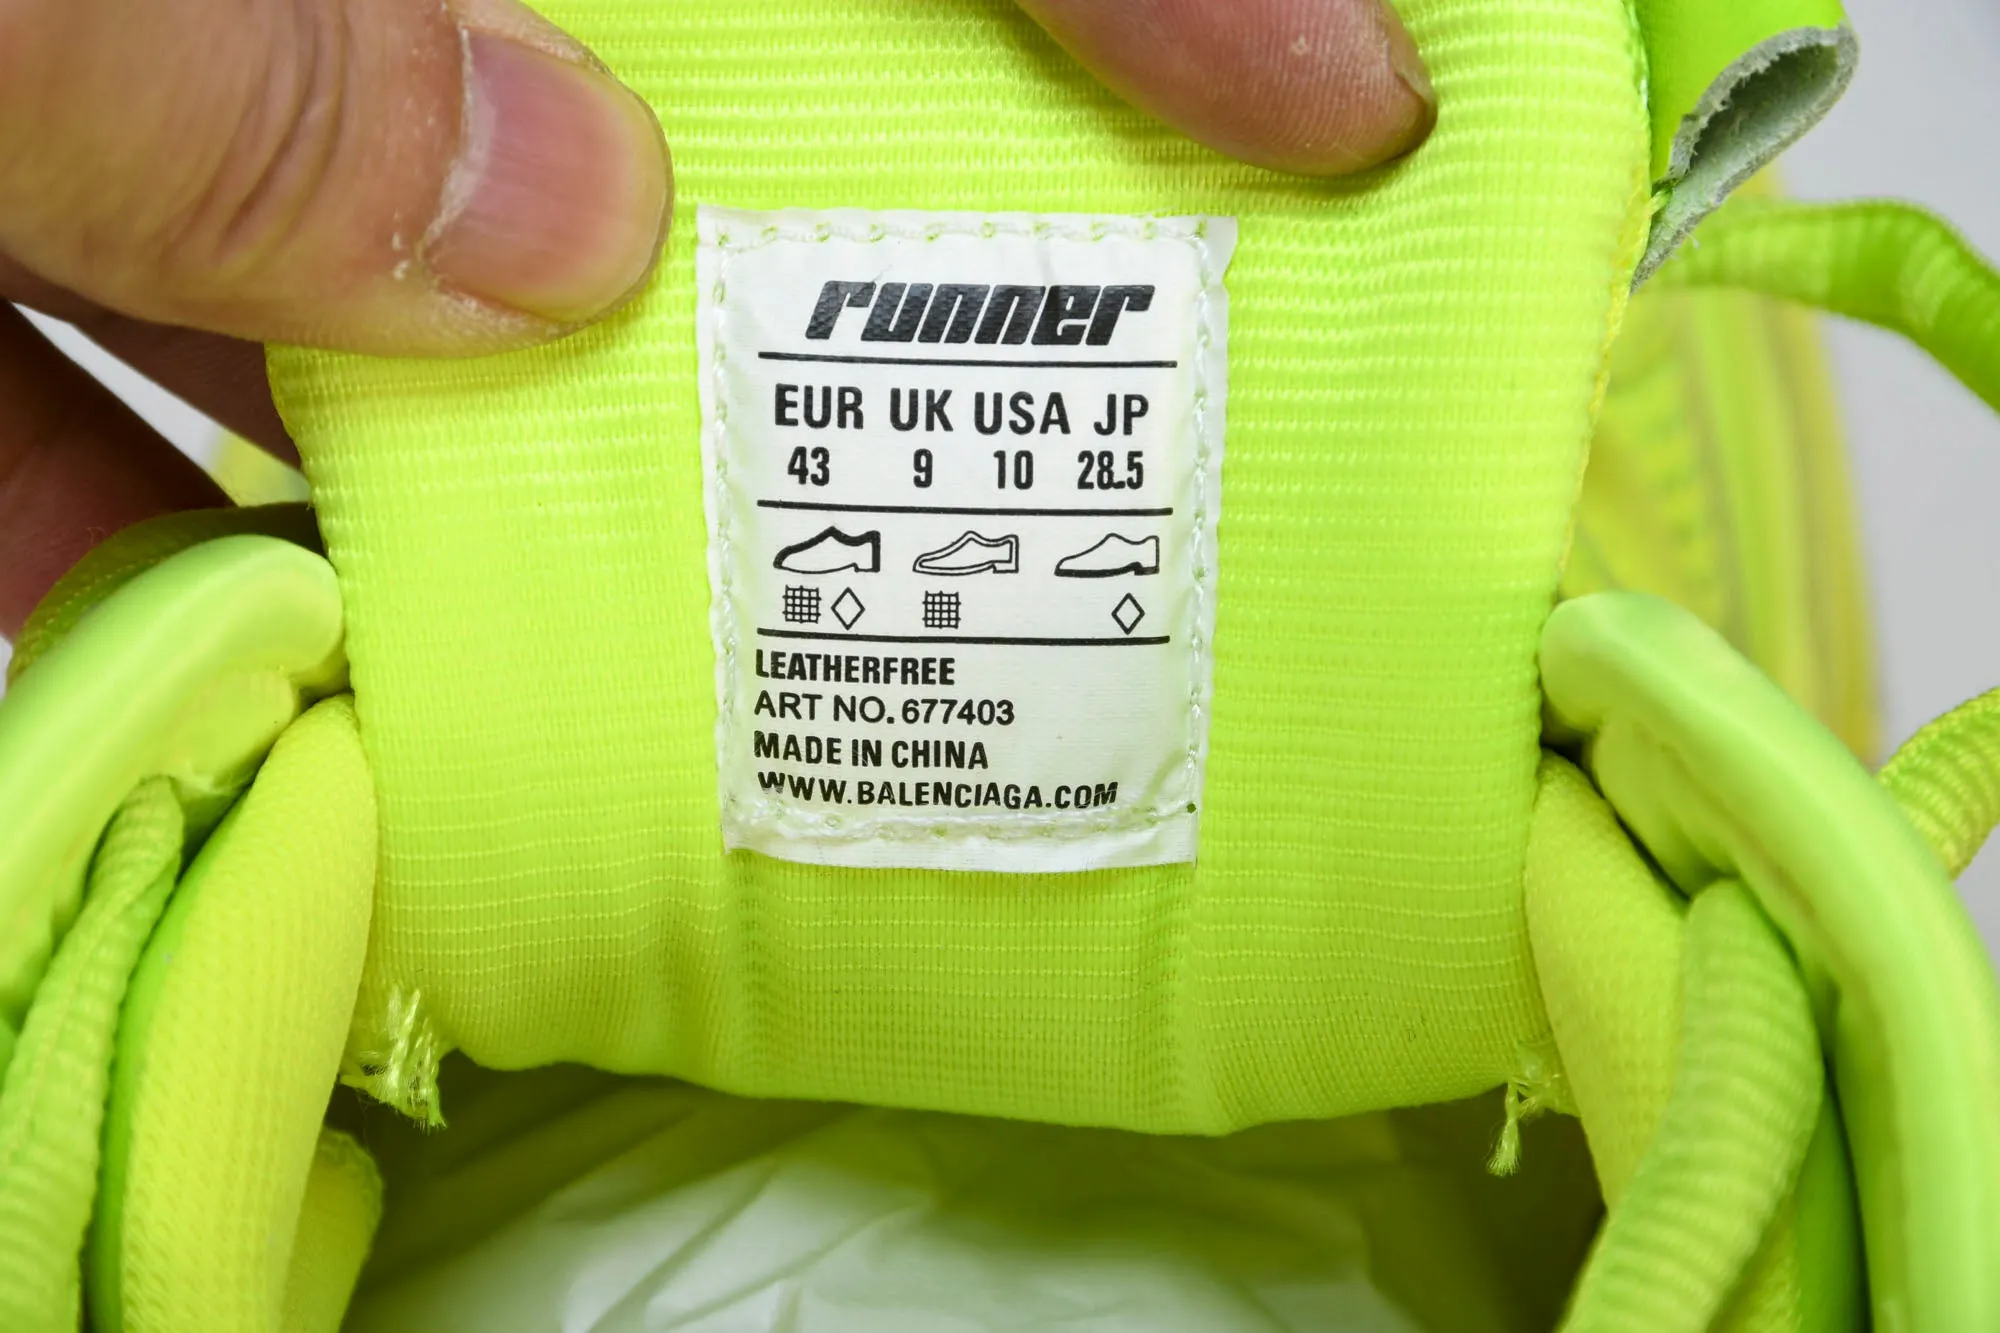 runner
EUR UK USA JP
43 9 10 28.5
LEATHERFREE
ART NO. 677403
MADE IN CHINA
WWW.BALENCIAGA.COM